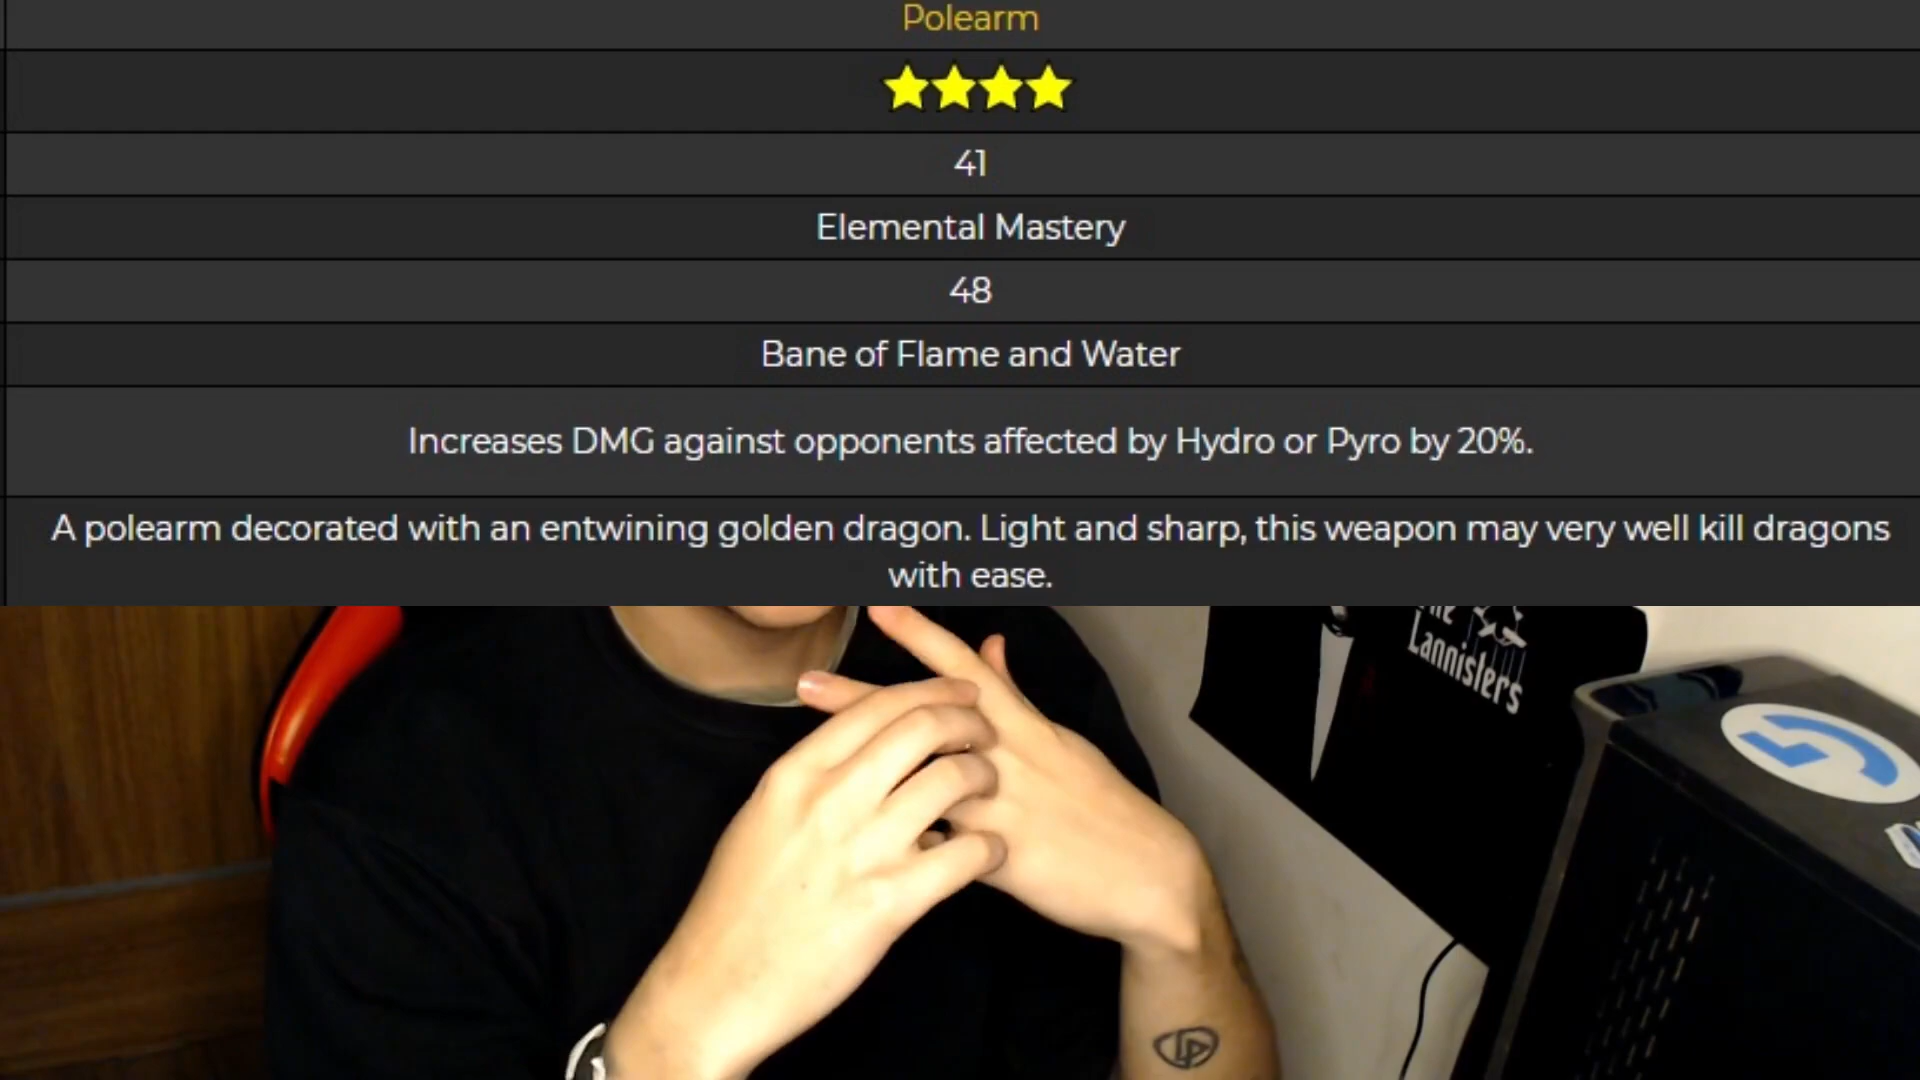 Polearm
41
Elemental Mastery
48
Bane of Flame and Water
Increases DMG against opponents affected by Hydro or Pyro by 20%.
A polearm decorated with an entwining golden dragon. Light and sharp, this weapon may very well kill dragons
with ease.
The
Lannisters
LP